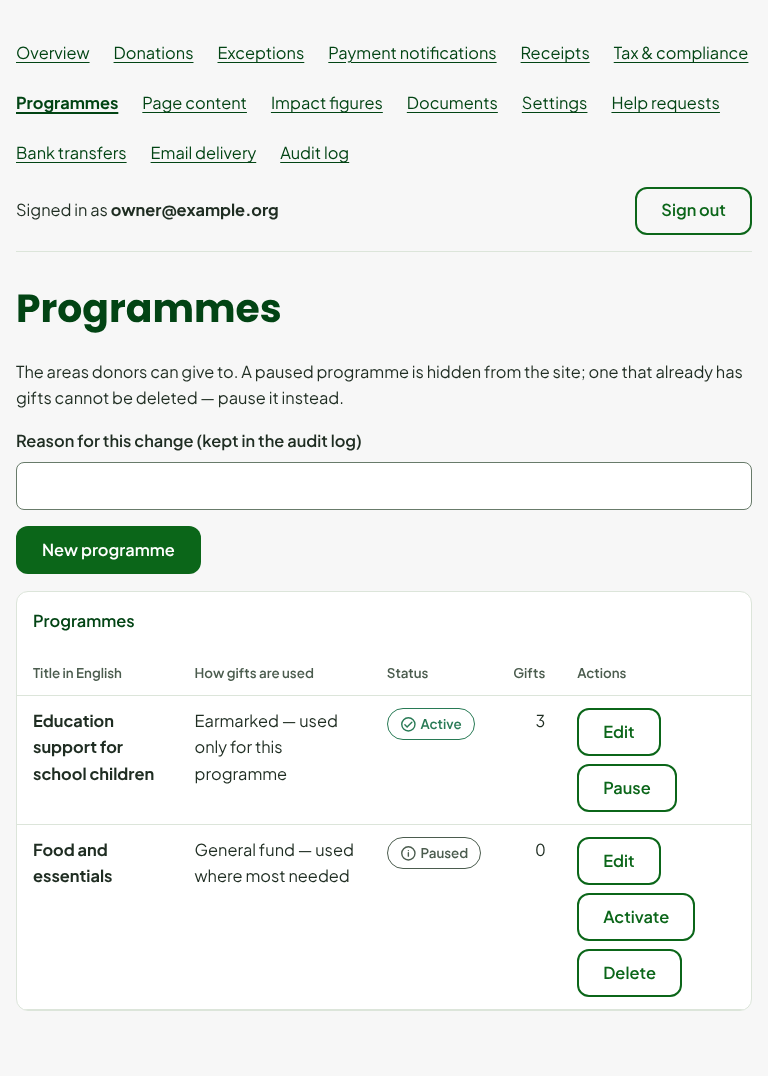 Overview Donations Exceptions Payment notifications Receipts Tax & compliance
Programmes Page content Impact figures Documents Settings Help requests
Bank transfers Email delivery Audit log
Signed in as owner@example.org Sign out
Programmes
The areas donors can give to. A paused programme is hidden from the site; one that already has
gifts cannot be deleted — pause it instead.
Reason for this change (kept in the audit log)
New programme
Programmes
Title in English How gifts are used Status Gifts Actions
Education support for school children Earmarked — used only for this programme Active 3 Edit
Pause
Food and essentials General fund — used where most needed Paused 0 Edit
Activate
Delete